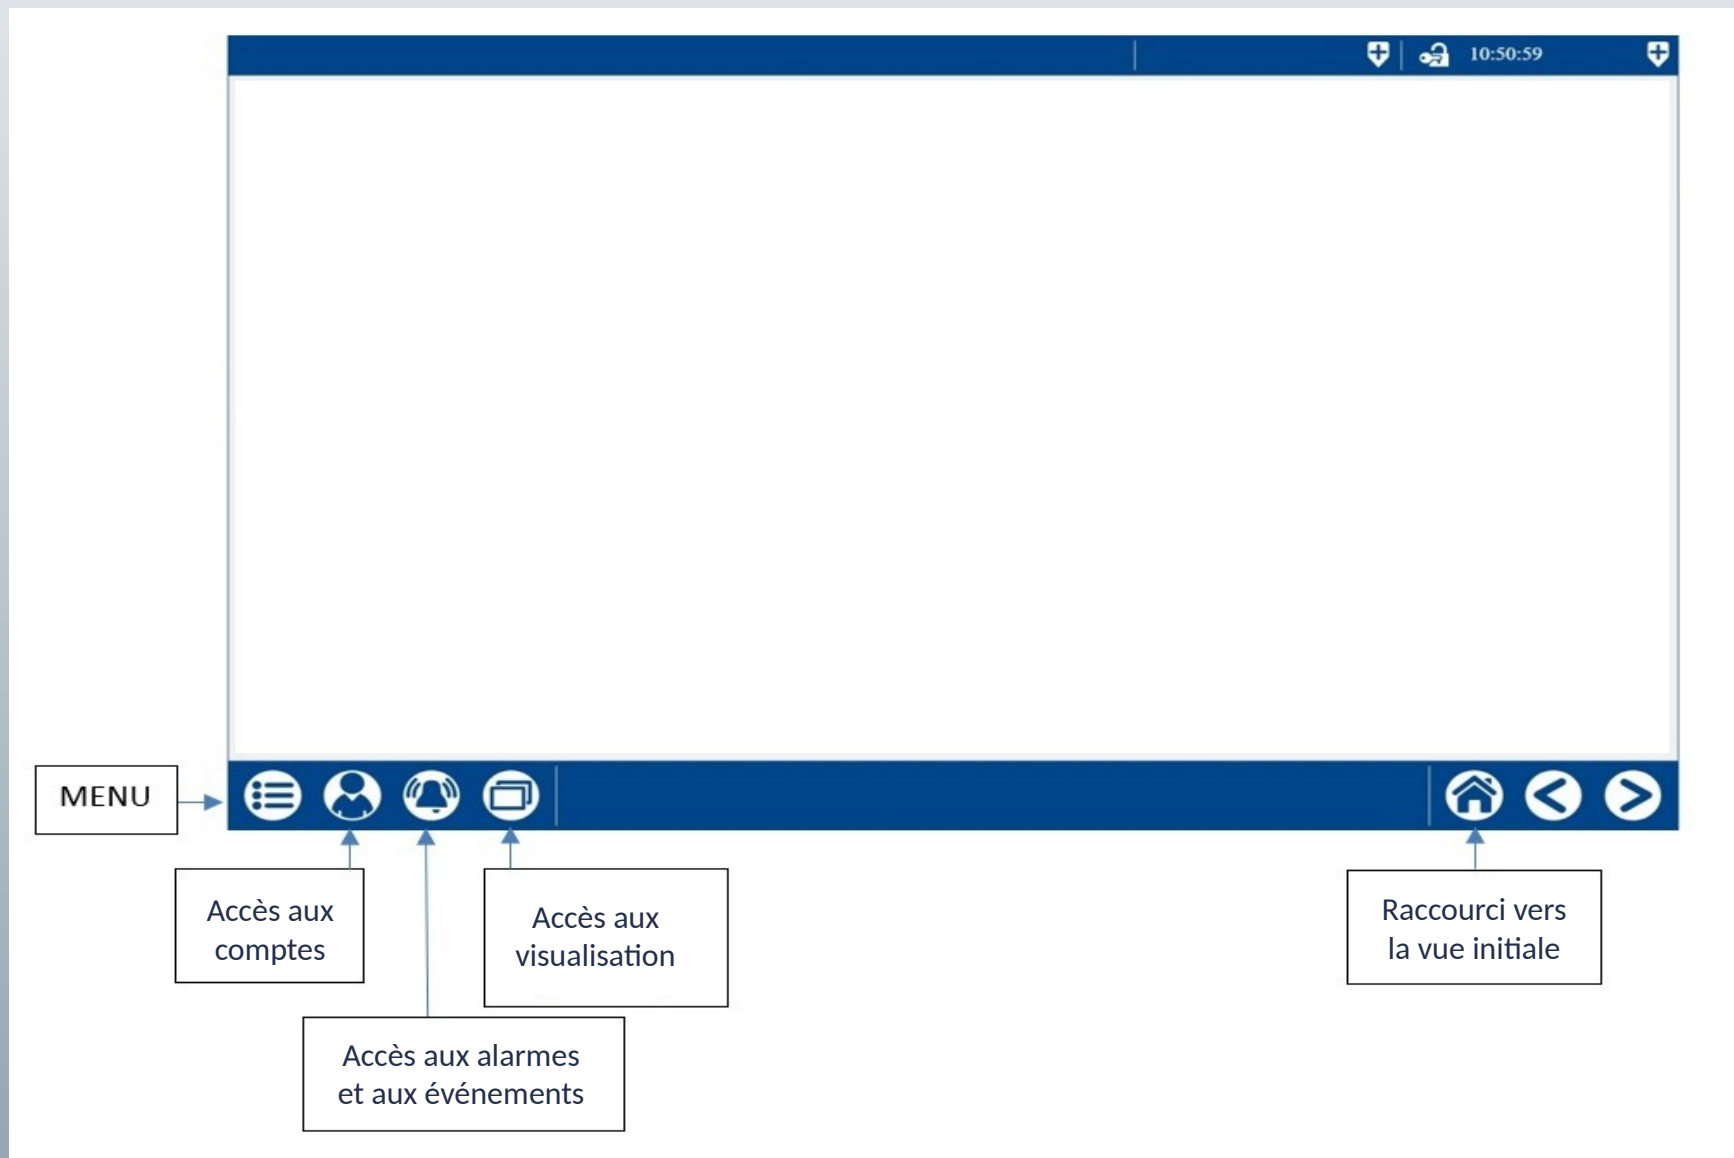 10:50:59
MENU
Accès aux
comptes
Accès aux
visualisation
Raccourci vers
la vue initiale
Accès aux alarmes
et aux événements